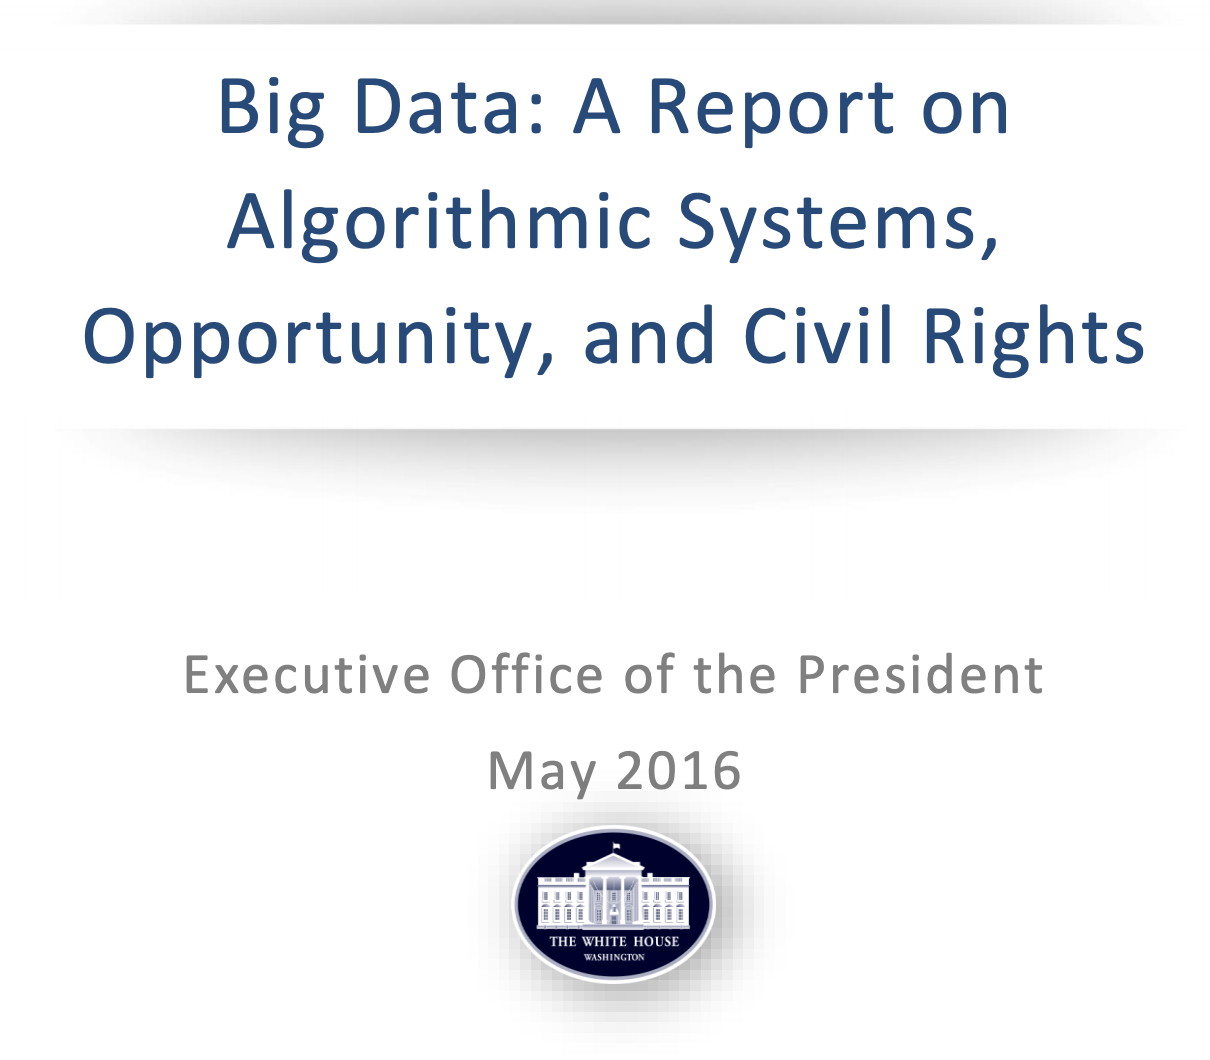 Big Data: A Report on
Algorithmic Systems,
Opportunity, and Civil Rights
Executive Office of the President
May 2016
THE WHITE HOUSE
WASHINGTON